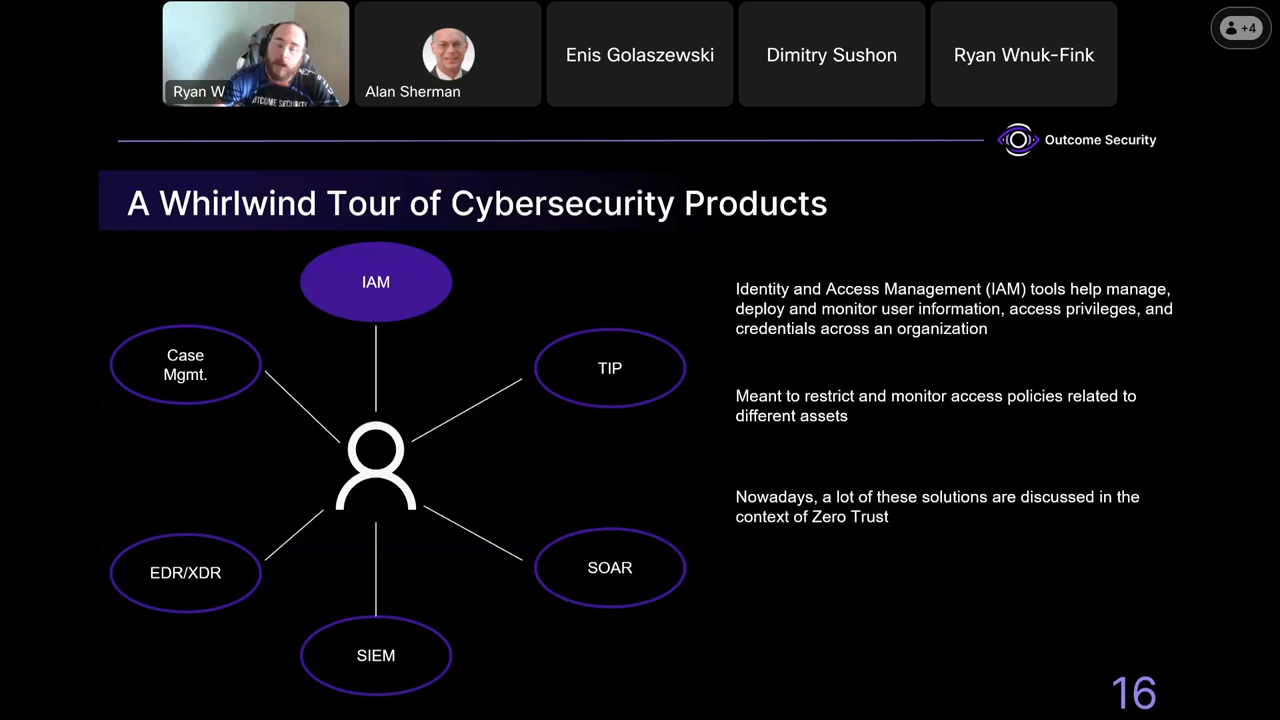 Ryan W
Alan Sherman
Enis Golaszewski
Dimitry Sushon
Ryan Wnuk-Fink
+4
OUTCOME SECURITY
Outcome Security
A Whirlwind Tour of Cybersecurity Products
IAM
Case
Mgmt.
TIP
EDR/XDR
SOAR
SIEM
Identity and Access Management (IAM) tools help manage,
deploy and monitor user information, access privileges, and
credentials across an organization
Meant to restrict and monitor access policies related to
different assets
Nowadays, a lot of these solutions are discussed in the
context of Zero Trust
16